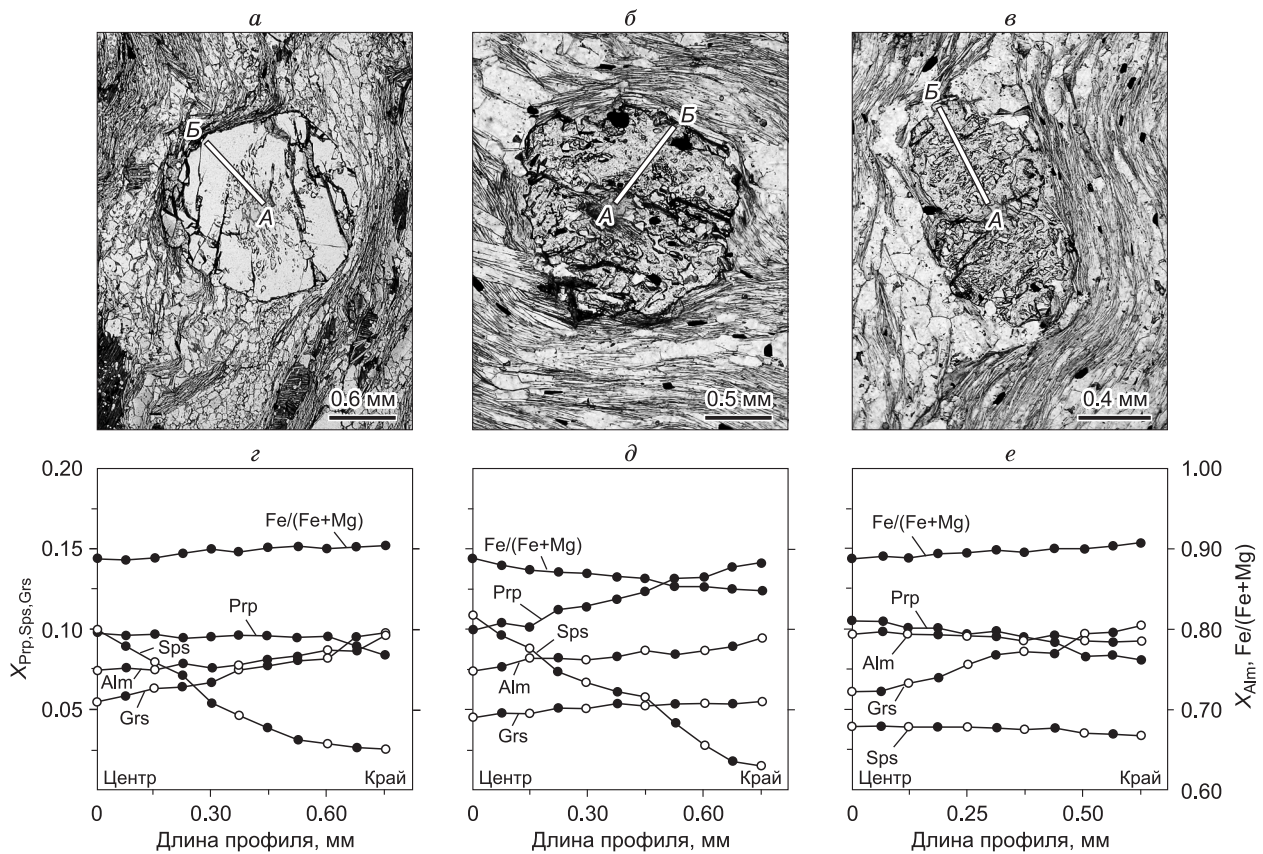 а
б
в
Б
А
0.6 мм
Б
А
0.5 мм
Б
А
0.4 мм
г
д
е
0.20
0.15
0.10
0.05
X Prp,Sps,Grs
Fe/(Fe+Mg)
Prp
Sps
Alm
Grs
Центр
Край
0
0.30
0.60
Длина профиля, мм
Fe/(Fe+Mg)
Prp
Sps
Alm
Grs
Центр
Край
0
0.30
0.60
Длина профиля, мм
Fe/(Fe+Mg)
Prp
Alm
Grs
Sps
Центр
Край
0
0.25
0.50
Длина профиля, мм
1.00
0.90
0.80
0.70
0.60
X Alm, Fe/(Fe+Mg)